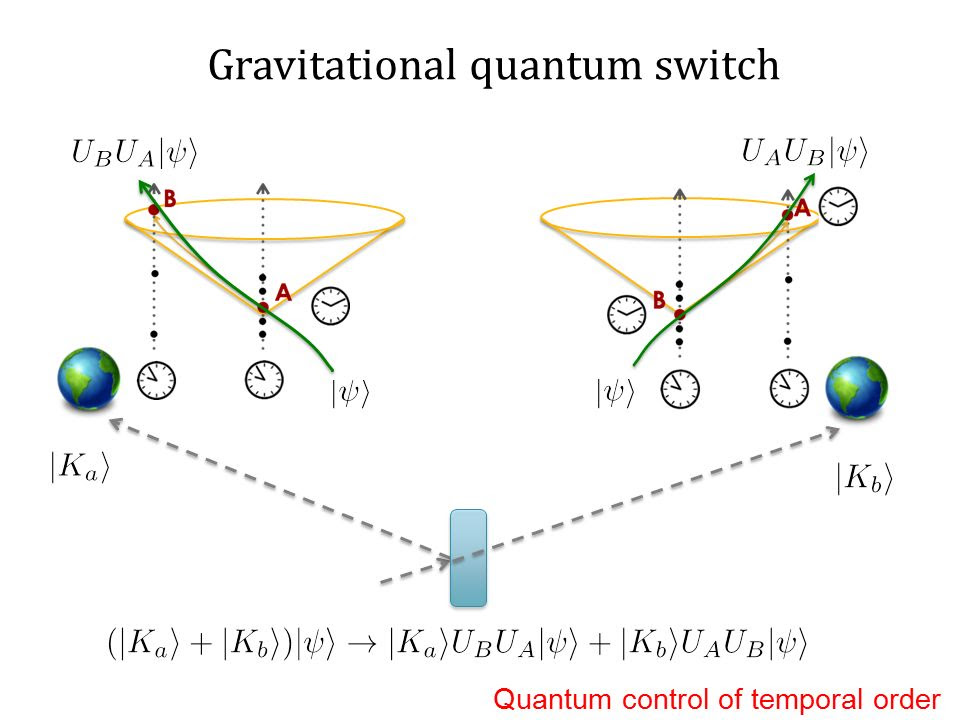 Gravitational quantum switch
U_B U_A|ψ⟩
U_A U_B|ψ⟩
B
A
A
B
|ψ⟩
|ψ⟩
|K_a⟩
|K_b⟩
(|K_a⟩ + |K_b⟩)|ψ⟩ → |K_a⟩U_B U_A|ψ⟩ + |K_b⟩U_A U_B|ψ⟩
Quantum control of temporal order